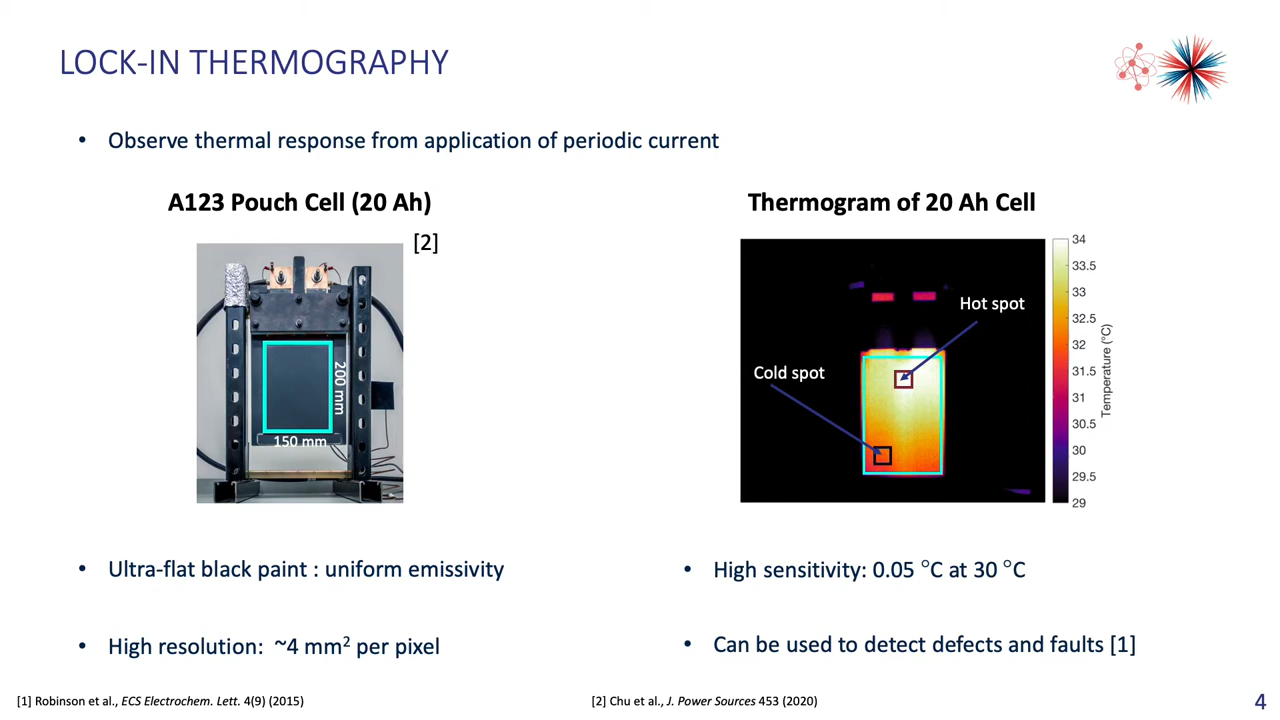 LOCK-IN THERMOGRAPHY
• Observe thermal response from application of periodic current
A123 Pouch Cell (20 Ah)
[2]
200 mm
150 mm
Thermogram of 20 Ah Cell
Hot spot
Cold spot
34
33.5
33
32.5
32
31.5
31
30.5
30
29.5
29
Temperature (°C)
• Ultra-flat black paint : uniform emissivity
• High resolution: ~4 mm² per pixel
• High sensitivity: 0.05 °C at 30 °C
• Can be used to detect defects and faults [1]
[1] Robinson et al., ECS Electrochem. Lett. 4(9) (2015)
[2] Chu et al., J. Power Sources 453 (2020)
4